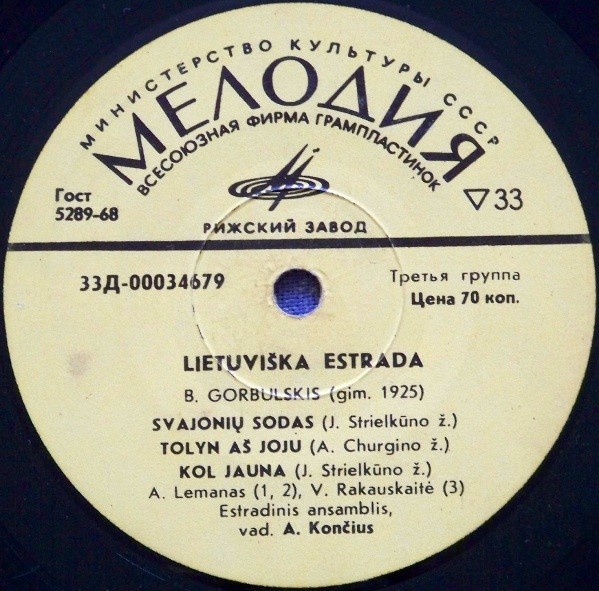 МИНИСТЕРСТВО КУЛЬТУРЫ СССР
МЕЛОДИЯ
ВСЕСОЮЗНАЯ ФИРМА ГРАМПЛАСТИНОК
Гост
5289-68
33
РИЖСКИЙ ЗАВОД
33Д-00034679
Третья группа
Цена 70 коп.
LIETUVIŠKA ESTRADA
B. GORBULSKIS (gim. 1925)
SVAJONIŲ SODAS (J. Strielkūno ž.)
TOLYN AŠ JOJU (A. Churgino ž.)
KOL JAUNA (J. Strielkūno ž.)
A. Lemanas (1, 2), V. Rakauskaitė (3)
Estradinis ansamblis,
vad. A. Končius